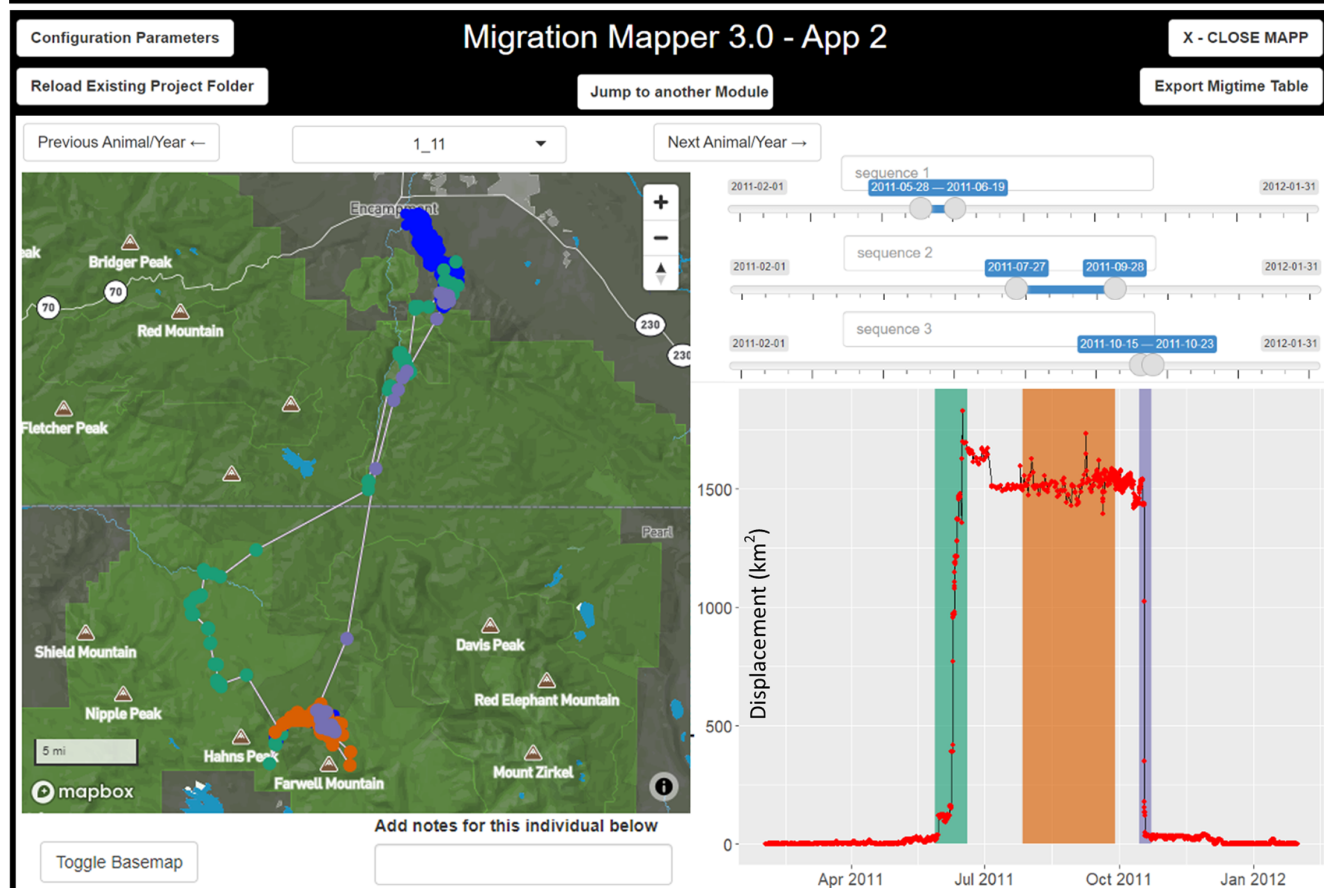 Configuration Parameters
Migration Mapper 3.0 - App 2
X - CLOSE MAPP
Reload Existing Project Folder
Jump to another Module
Export Migtime Table
Previous Animal/Year ←
1_11
Next Animal/Year →
sequence 1
2011-02-01
2011-05-28 — 2011-06-19
2012-01-31
sequence 2
2011-02-01
2011-07-27
2011-09-28
2012-01-31
sequence 3
2011-02-01
2011-10-15 — 2011-10-23
2012-01-31
+
−
Encampment
eak
Bridger Peak
70
70
Red Mountain
230
230
Fletcher Peak
Pearl
Shield Mountain
Davis Peak
Nipple Peak
Red Elephant Mountain
5 mi
Hahns Peak
Farwell Mountain
Mount Zirkel
mapbox
i
Toggle Basemap
Add notes for this individual below
Displacement (km²)
1500
1000
500
0
Apr 2011
Jul 2011
Oct 2011
Jan 2012